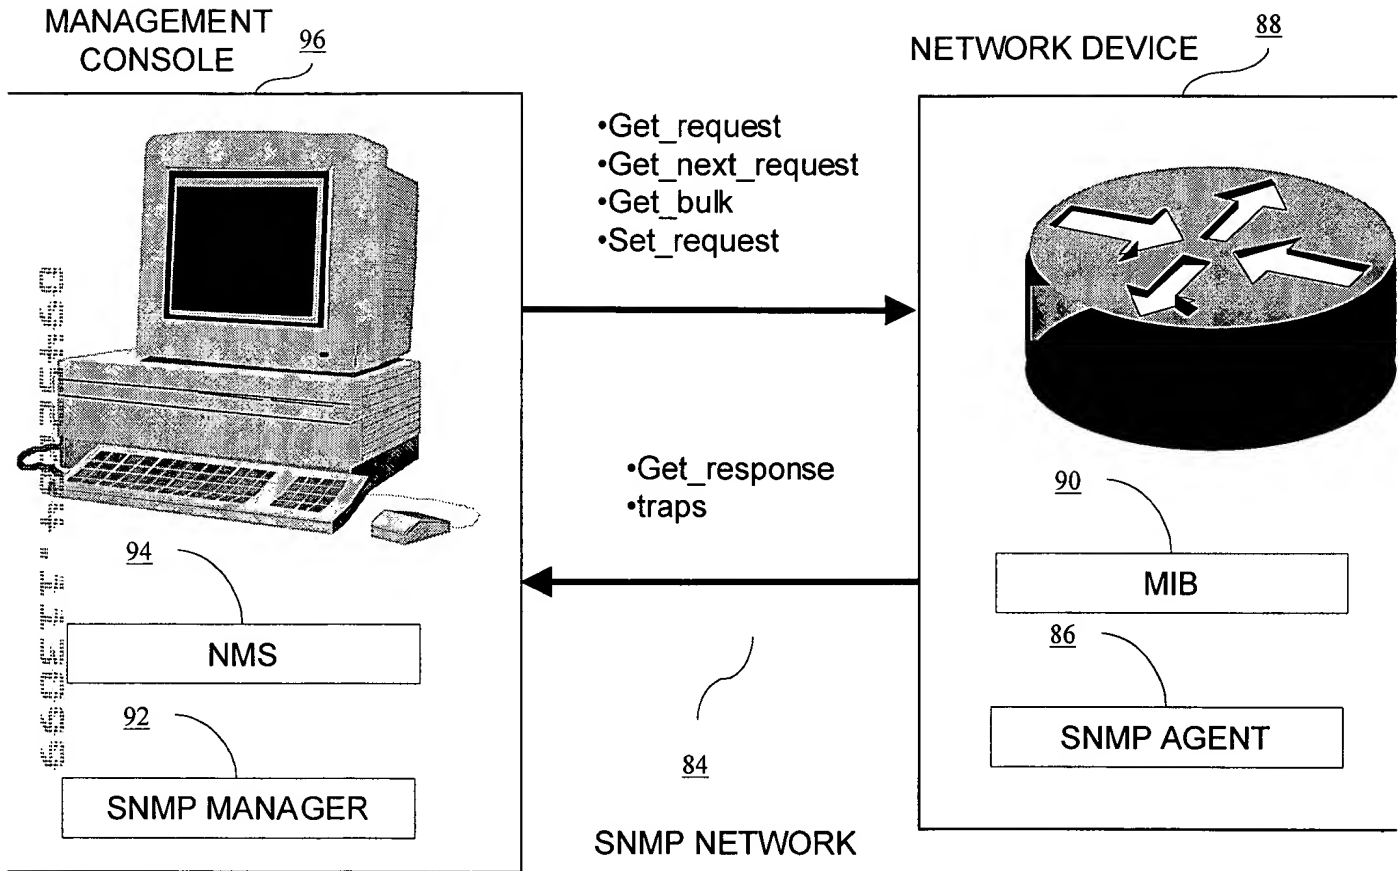 MANAGEMENT
CONSOLE
96
88
NETWORK DEVICE
•Get_request
•Get_next_request
•Get_bulk
•Set_request
•Get_response
•traps
90
MIB
86
SNMP AGENT
94
NMS
92
SNMP MANAGER
84
SNMP NETWORK